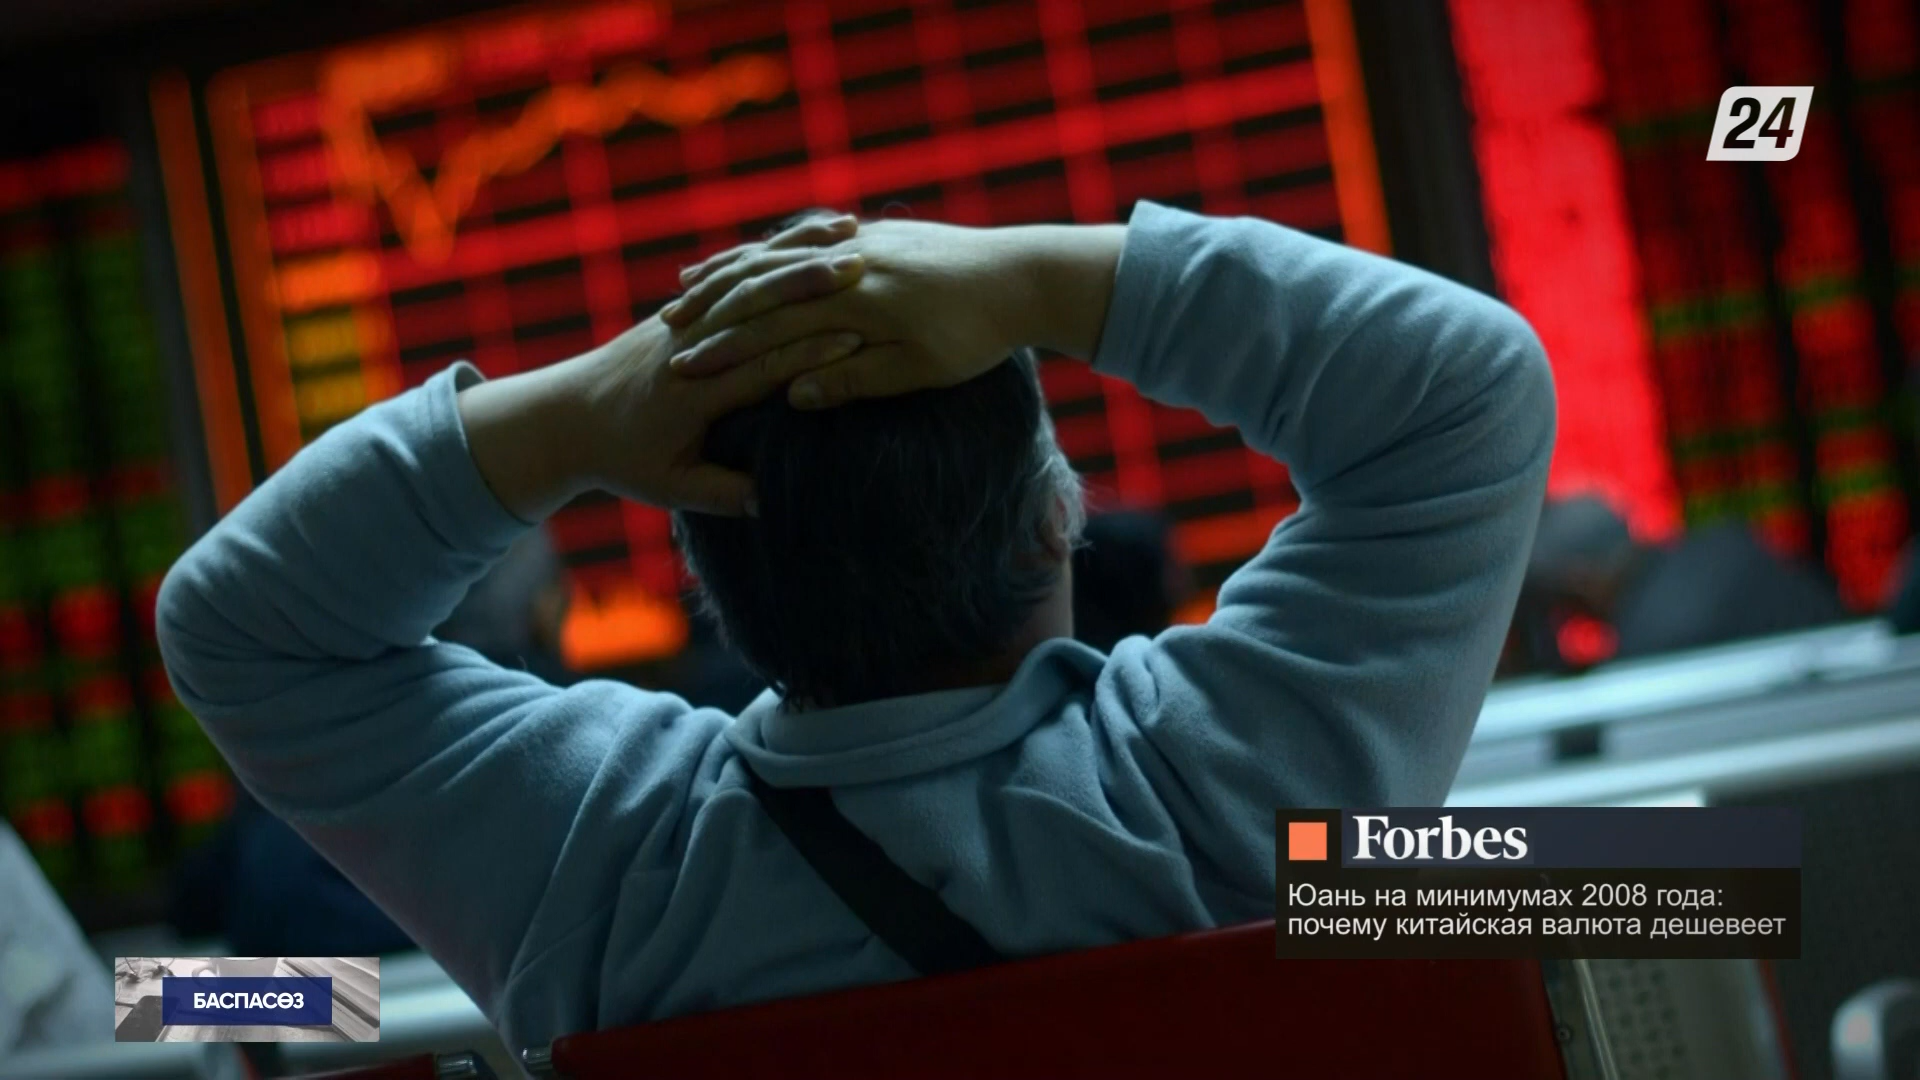 24
Forbes
Юань на минимумах 2008 года:
почему китайская валюта дешевеет
БАСПАСӨЗ